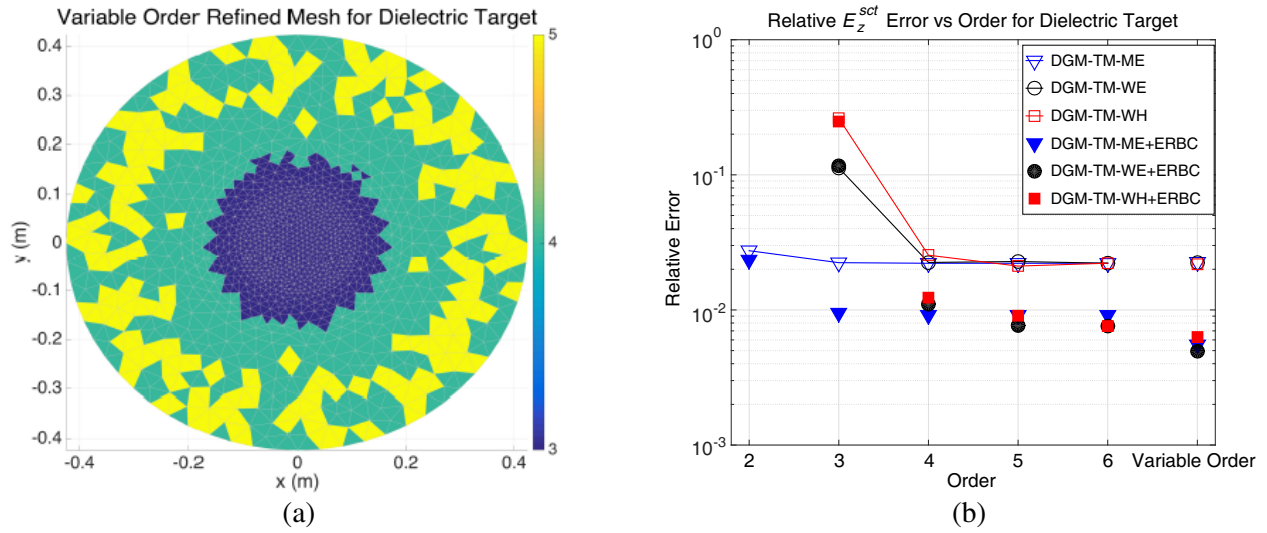 Variable Order Refined Mesh for Dielectric Target
0.4
0.3
0.2
0.1
0
-0.1
-0.2
-0.3
-0.4
y (m)
-0.4
-0.2
0
0.2
0.4
x (m)
5
4
3
(a)
Relative E_z^{sct} Error vs Order for Dielectric Target
10^0
10^-1
10^-2
10^-3
Relative Error
DGM-TM-ME
DGM-TM-WE
DGM-TM-WH
DGM-TM-ME+ERBC
DGM-TM-WE+ERBC
DGM-TM-WH+ERBC
2
3
4
5
6
Variable Order
Order
(b)